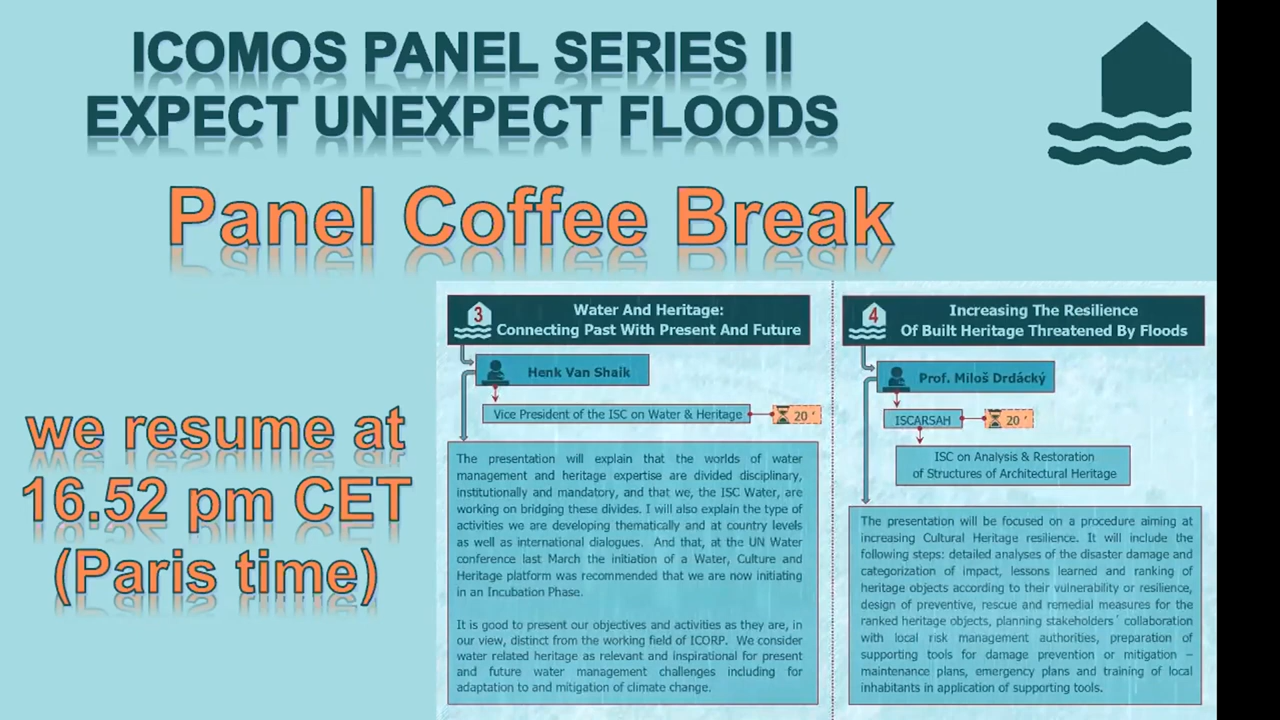 ICOMOS PANEL SERIES II
EXPECT UNEXPECT FLOODS
Panel Coffee Break
we resume at
16.52 pm CET
(Paris time)
3
Water And Heritage:
Connecting Past With Present And Future
Henk Van Shaik
Vice President of the ISC on Water & Heritage
20 ′
The presentation will explain that the worlds of water
management and heritage expertise are divided disciplinary,
institutionally and mandatory, and that we, the ISC Water, are
working on bridging these divides. I will also explain the type of
activities we are developing thematically and at country levels
as well as international dialogues. And that, at the UN Water
conference last March the initiation of a Water, Culture and
Heritage platform was recommended that we are now initiating
in an Incubation Phase.
It is good to present our objectives and activities as they are, in
our view, distinct from the working field of ICORP. We consider
water related heritage as relevant and inspirational for present
and future water management challenges including for
adaptation to and mitigation of climate change.
4
Increasing The Resilience
Of Built Heritage Threatened By Floods
Prof. Miloš Drdácký
ISCARSAH
20 ′
ISC on Analysis & Restoration
of Structures of Architectural Heritage
The presentation will be focused on a procedure aiming at
increasing Cultural Heritage resilience. It will include the
following steps: detailed analyses of the disaster damage and
categorization of impact, lessons learned and ranking of
heritage objects according to their vulnerability or resilience,
design of preventive, rescue and remedial measures for the
ranked heritage objects, planning stakeholders´ collaboration
with local risk management authorities, preparation of
supporting tools for damage prevention or mitigation –
maintenance plans, emergency plans and training of local
inhabitants in application of supporting tools.